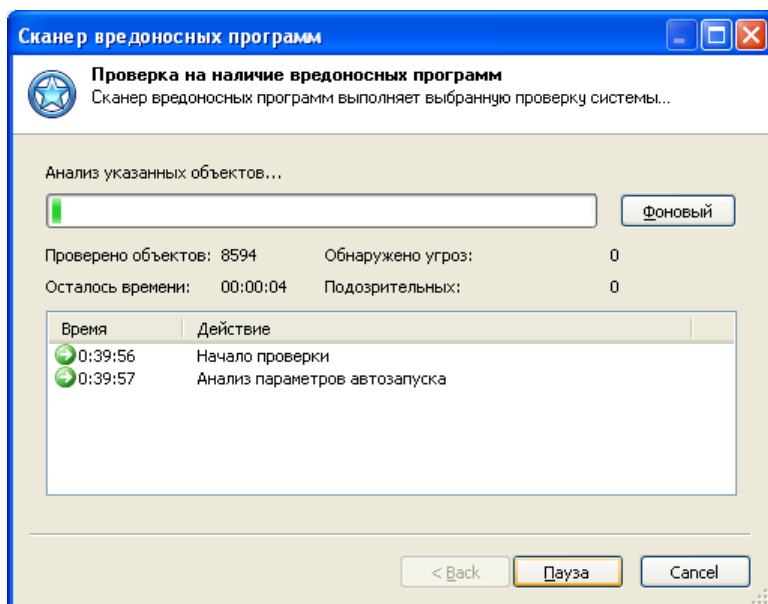 Сканер вредоносных программ
Проверка на наличие вредоносных программ
Сканер вредоносных программ выполняет выбранную проверку системы...
Анализ указанных объектов...
Фоновый
Проверено объектов: 8594 Обнаружено угроз: 0
Осталось времени: 00:00:04 Подозрительных: 0
Время Действие
0:39:56 Начало проверки
0:39:57 Анализ параметров автозапуска
< Back Пауза Cancel